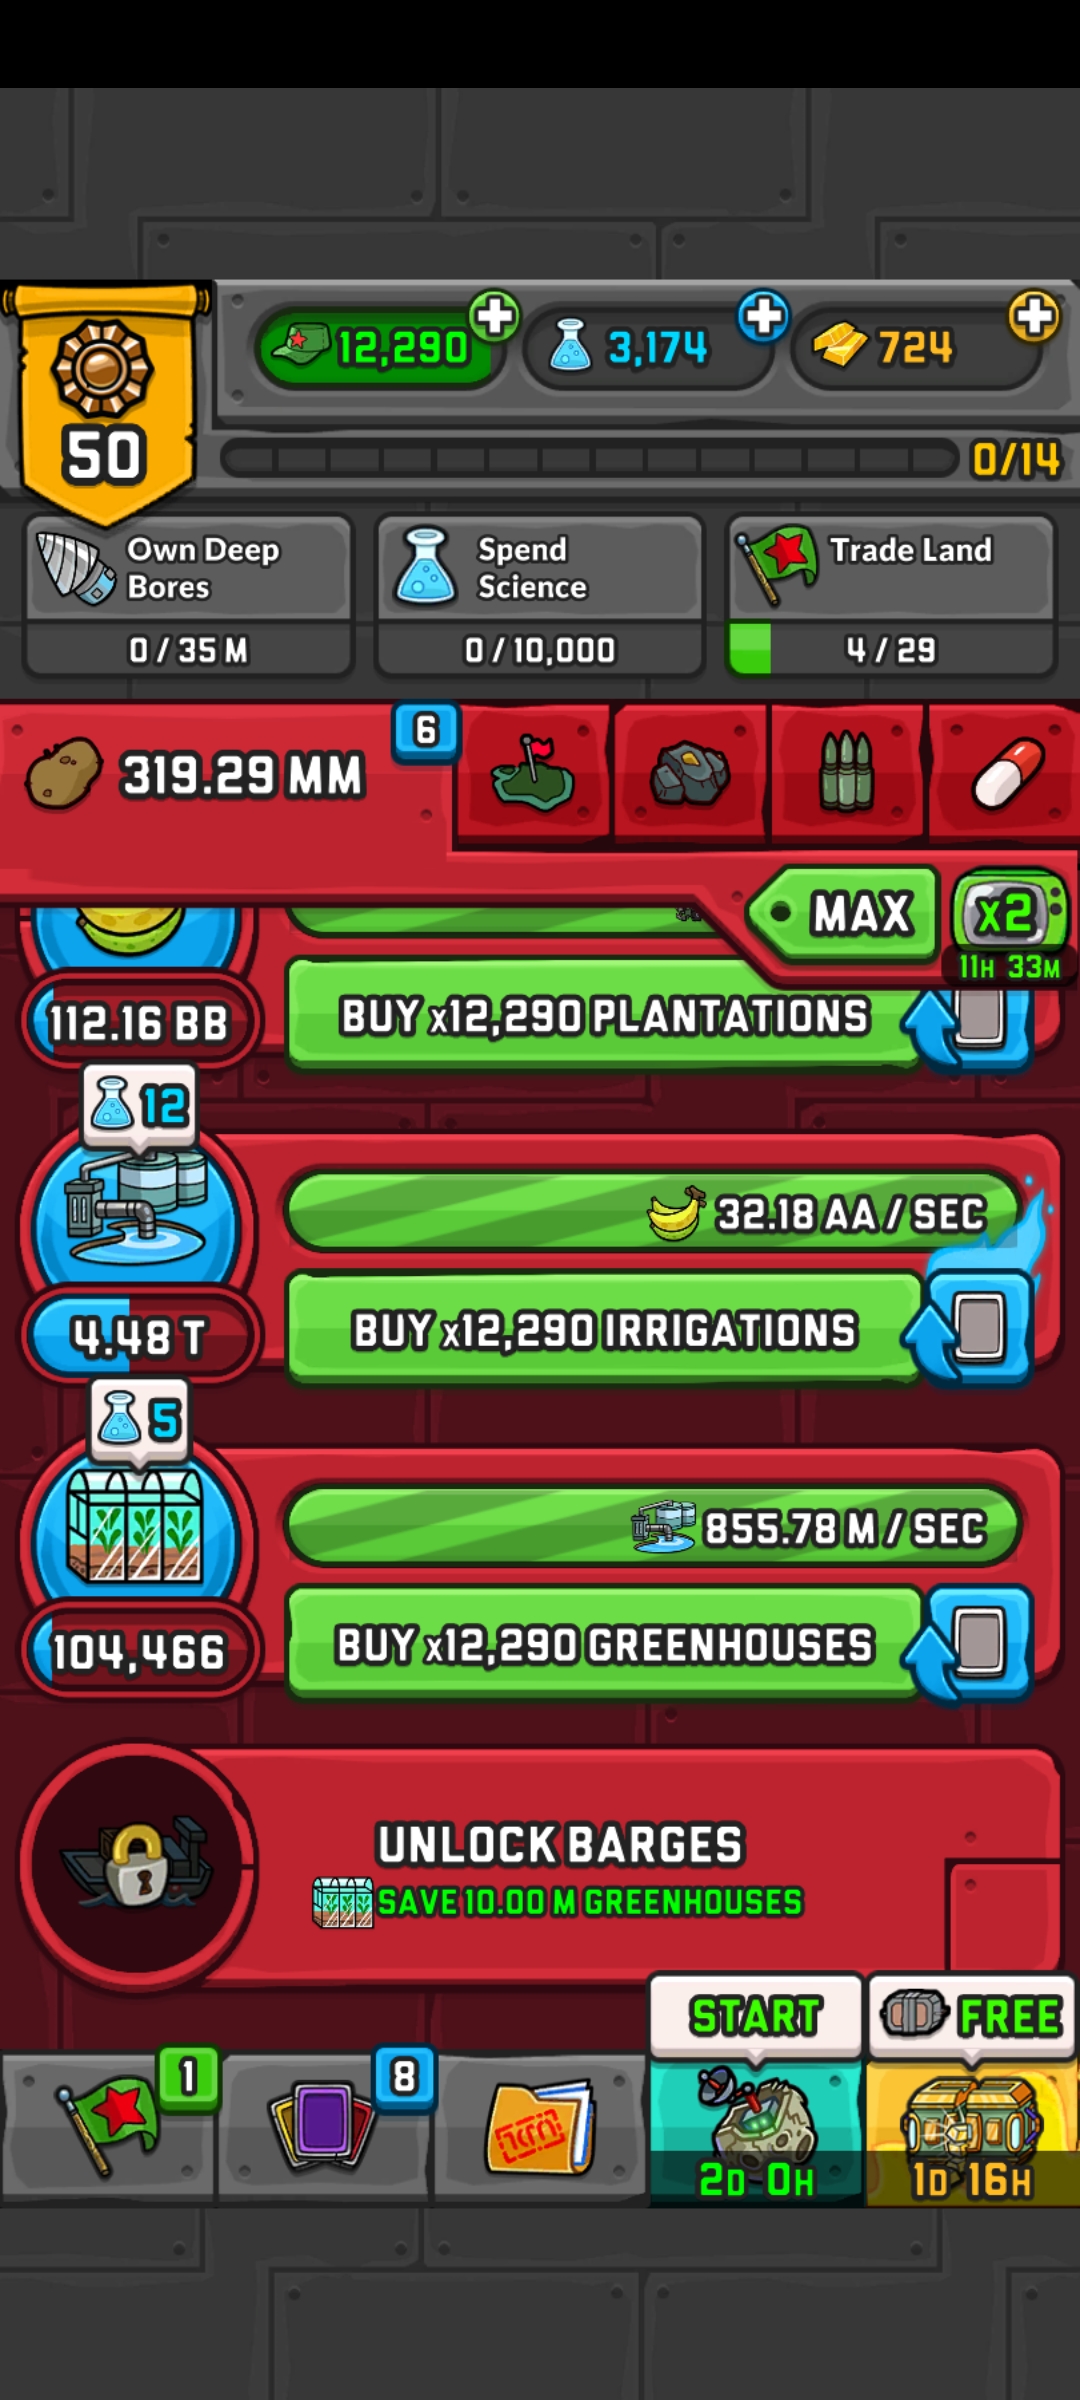 12,290
3,174
724
50
0/14
Own Deep
Bores
0 / 35 M
Spend
Science
0 / 10,000
Trade Land
4 / 29
319.29 MM
6
MAX
x2
11H 33M
112.16 BB
BUY x12,290 PLANTATIONS
12
32.18 AA / SEC
4.48 T
BUY x12,290 IRRIGATIONS
5
855.78 M / SEC
104,466
BUY x12,290 GREENHOUSES
UNLOCK BARGES
SAVE 10.00 M GREENHOUSES
START
FREE
1
8
2D 0H
1D 16H